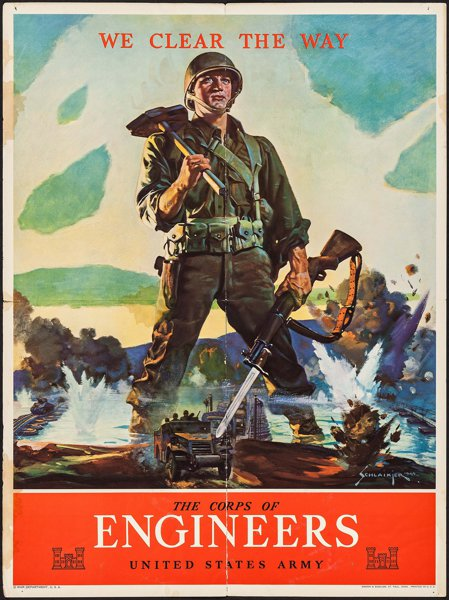 WE CLEAR THE WAY
SCHLAIKJER
THE CORPS OF
ENGINEERS
UNITED STATES ARMY